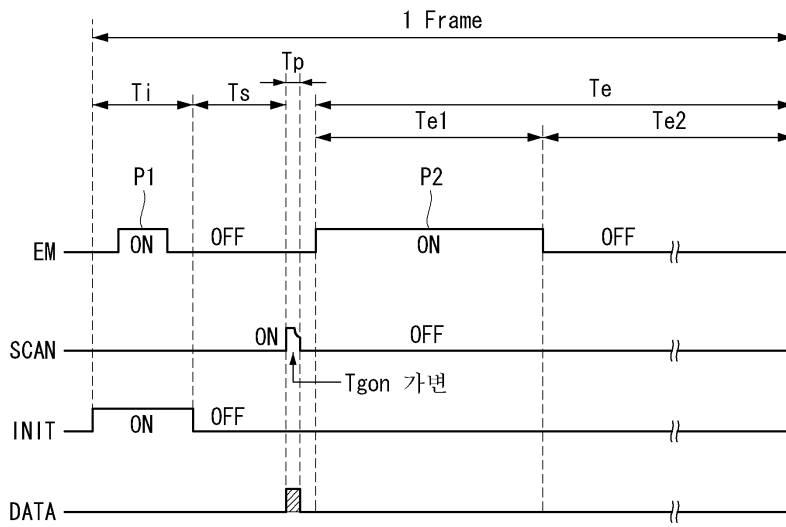 1 Frame
Tp
Ti Ts Te
Te1 Te2
P1 P2
EM ON OFF ON OFF
SCAN ON OFF
Tgon 가변
INIT ON OFF
DATA